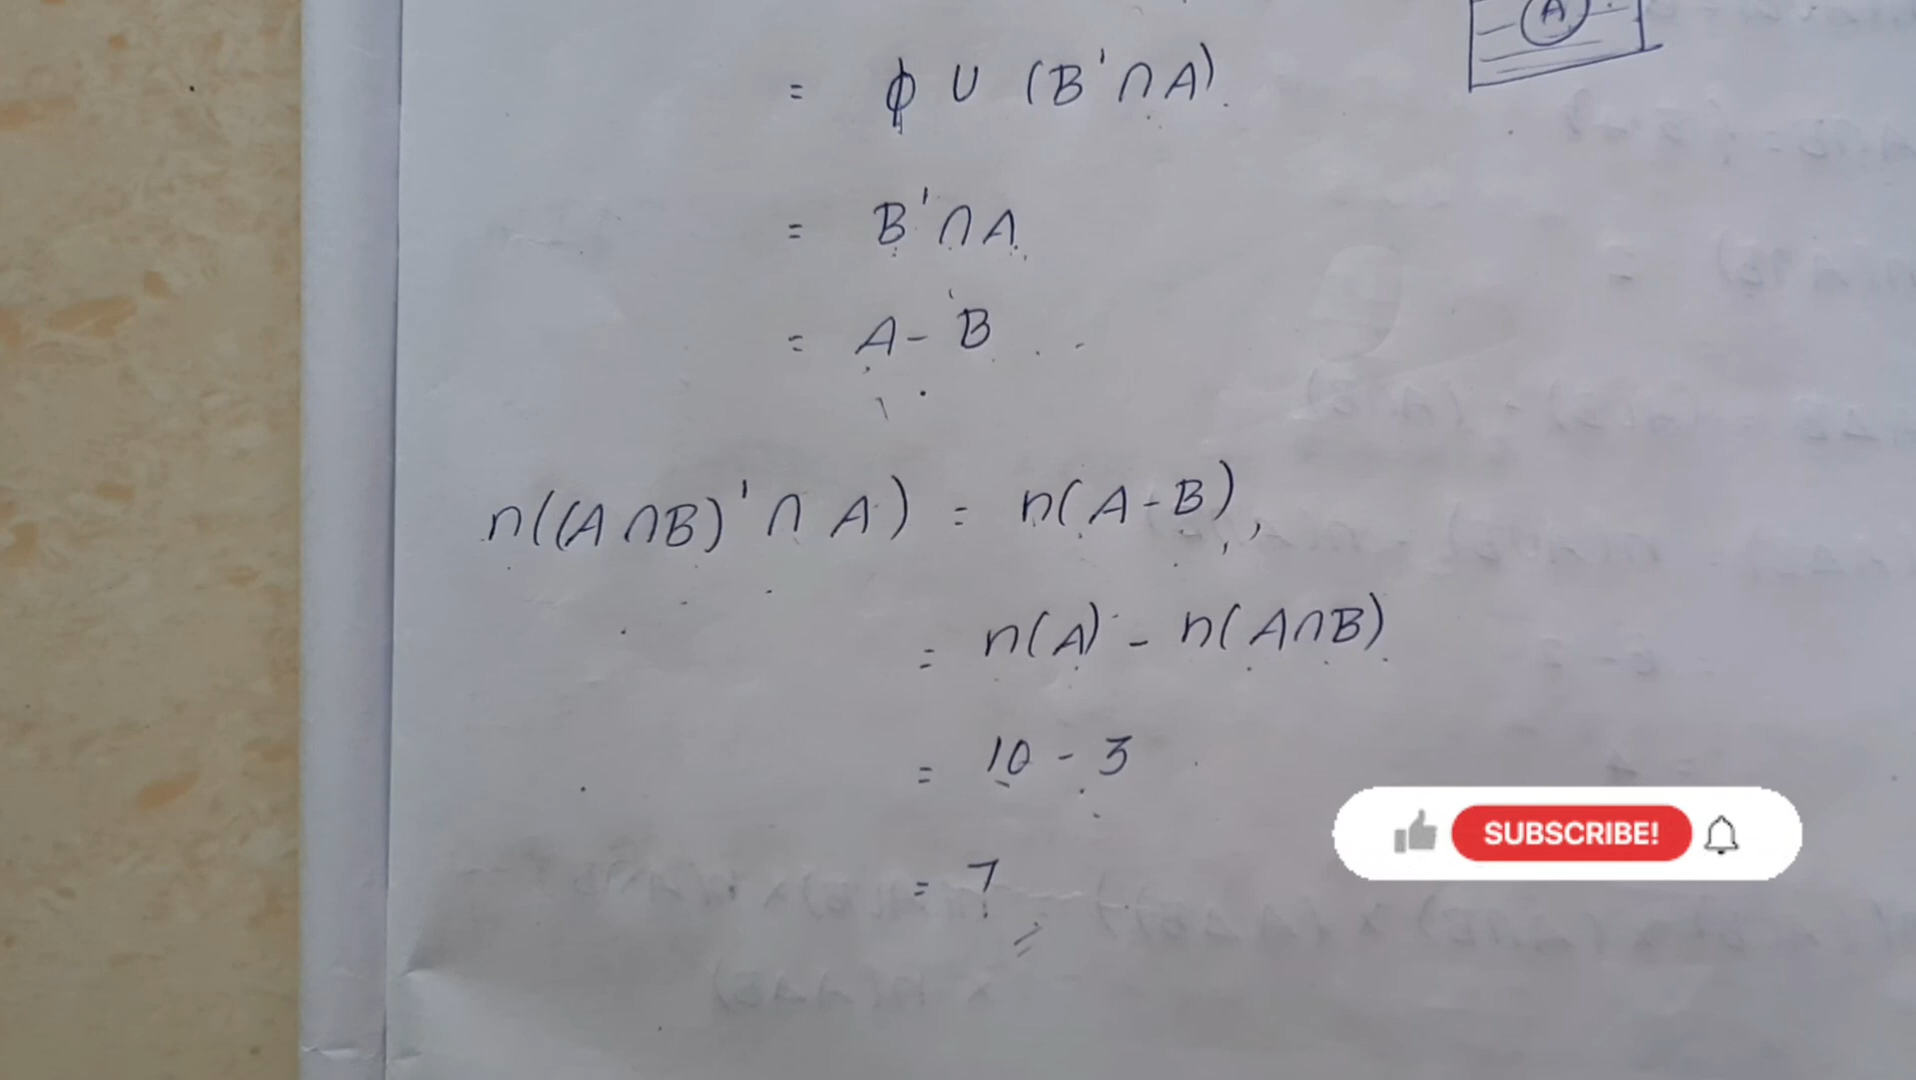 A
= ϕ ∪ (B'∩A)
= B'∩A
= A-B
n((A∩B)'∩ A) = n(A-B),
= n(A) - n(A∩B)
= 10 - 3
= 7
SUBSCRIBE!